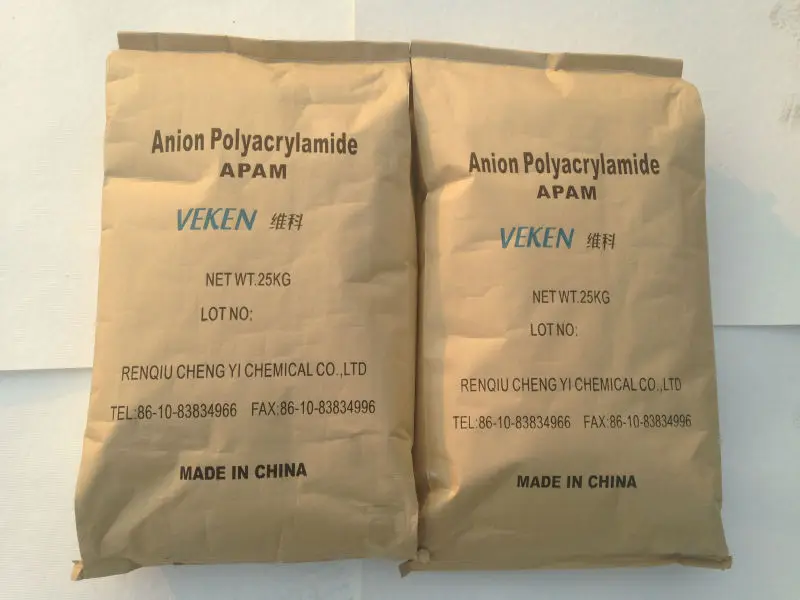 Anion Polyacrylamide
APAM
VEKEN 维科
NET WT.25KG
LOT NO:
RENQIU CHENG YI CHEMICAL CO.,LTD
TEL:86-10-83834966 FAX:86-10-83834996
MADE IN CHINA
Anion Polyacrylamide
APAM
VEKEN 维科
NET WT.25KG
LOT NO:
RENQIU CHENG YI CHEMICAL CO.,LTD
TEL:86-10-83834966 FAX:86-10-83834996
MADE IN CHINA